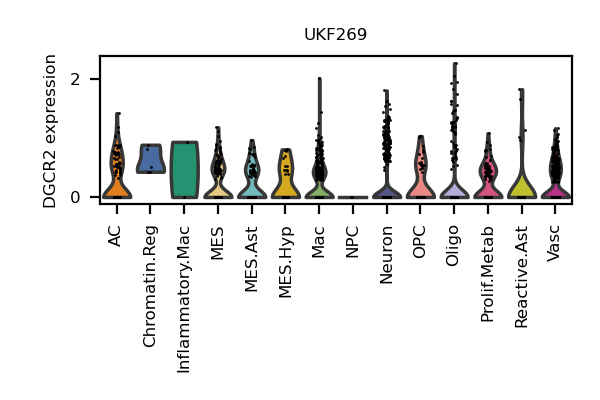 UKF269
DGCR2 expression
2
0
AC
Chromatin.Reg
Inflammatory.Mac
MES
MES.Ast
MES.Hyp
Mac
NPC
Neuron
OPC
Oligo
Prolif.Metab
Reactive.Ast
Vasc